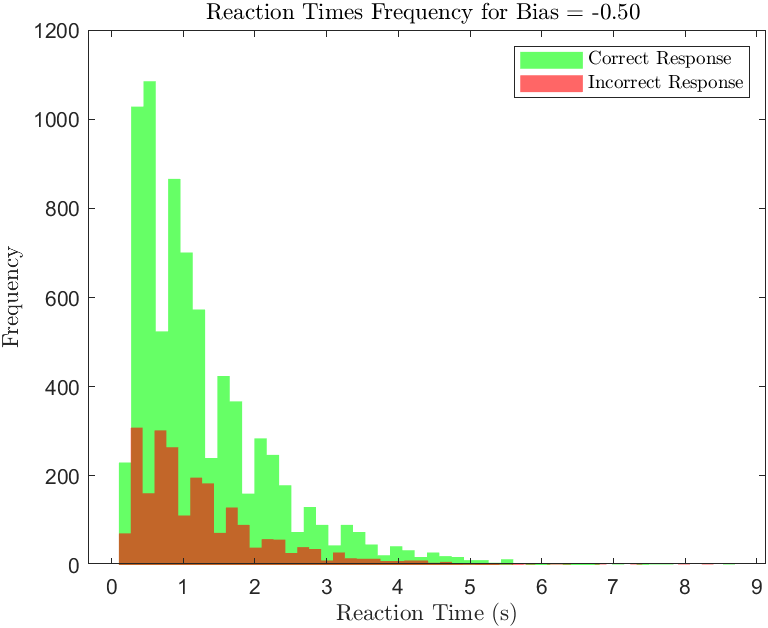 Reaction Times Frequency for Bias = -0.50
1200
Correct Response
Incorrect Response
1000
800
600
400
200
0
Frequency
0 1 2 3 4 5 6 7 8 9
Reaction Time (s)